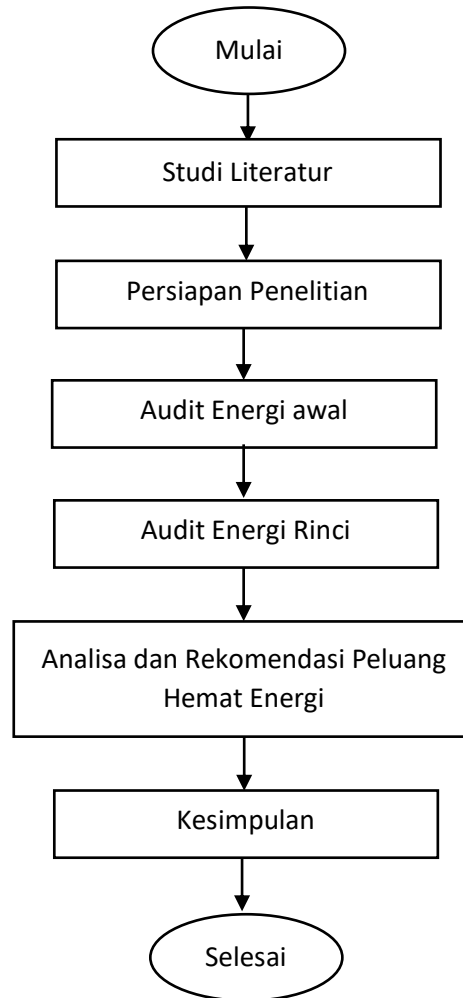 Mulai
Studi Literatur
Persiapan Penelitian
Audit Energi awal
Audit Energi Rinci
Analisa dan Rekomendasi Peluang
Hemat Energi
Kesimpulan
Selesai